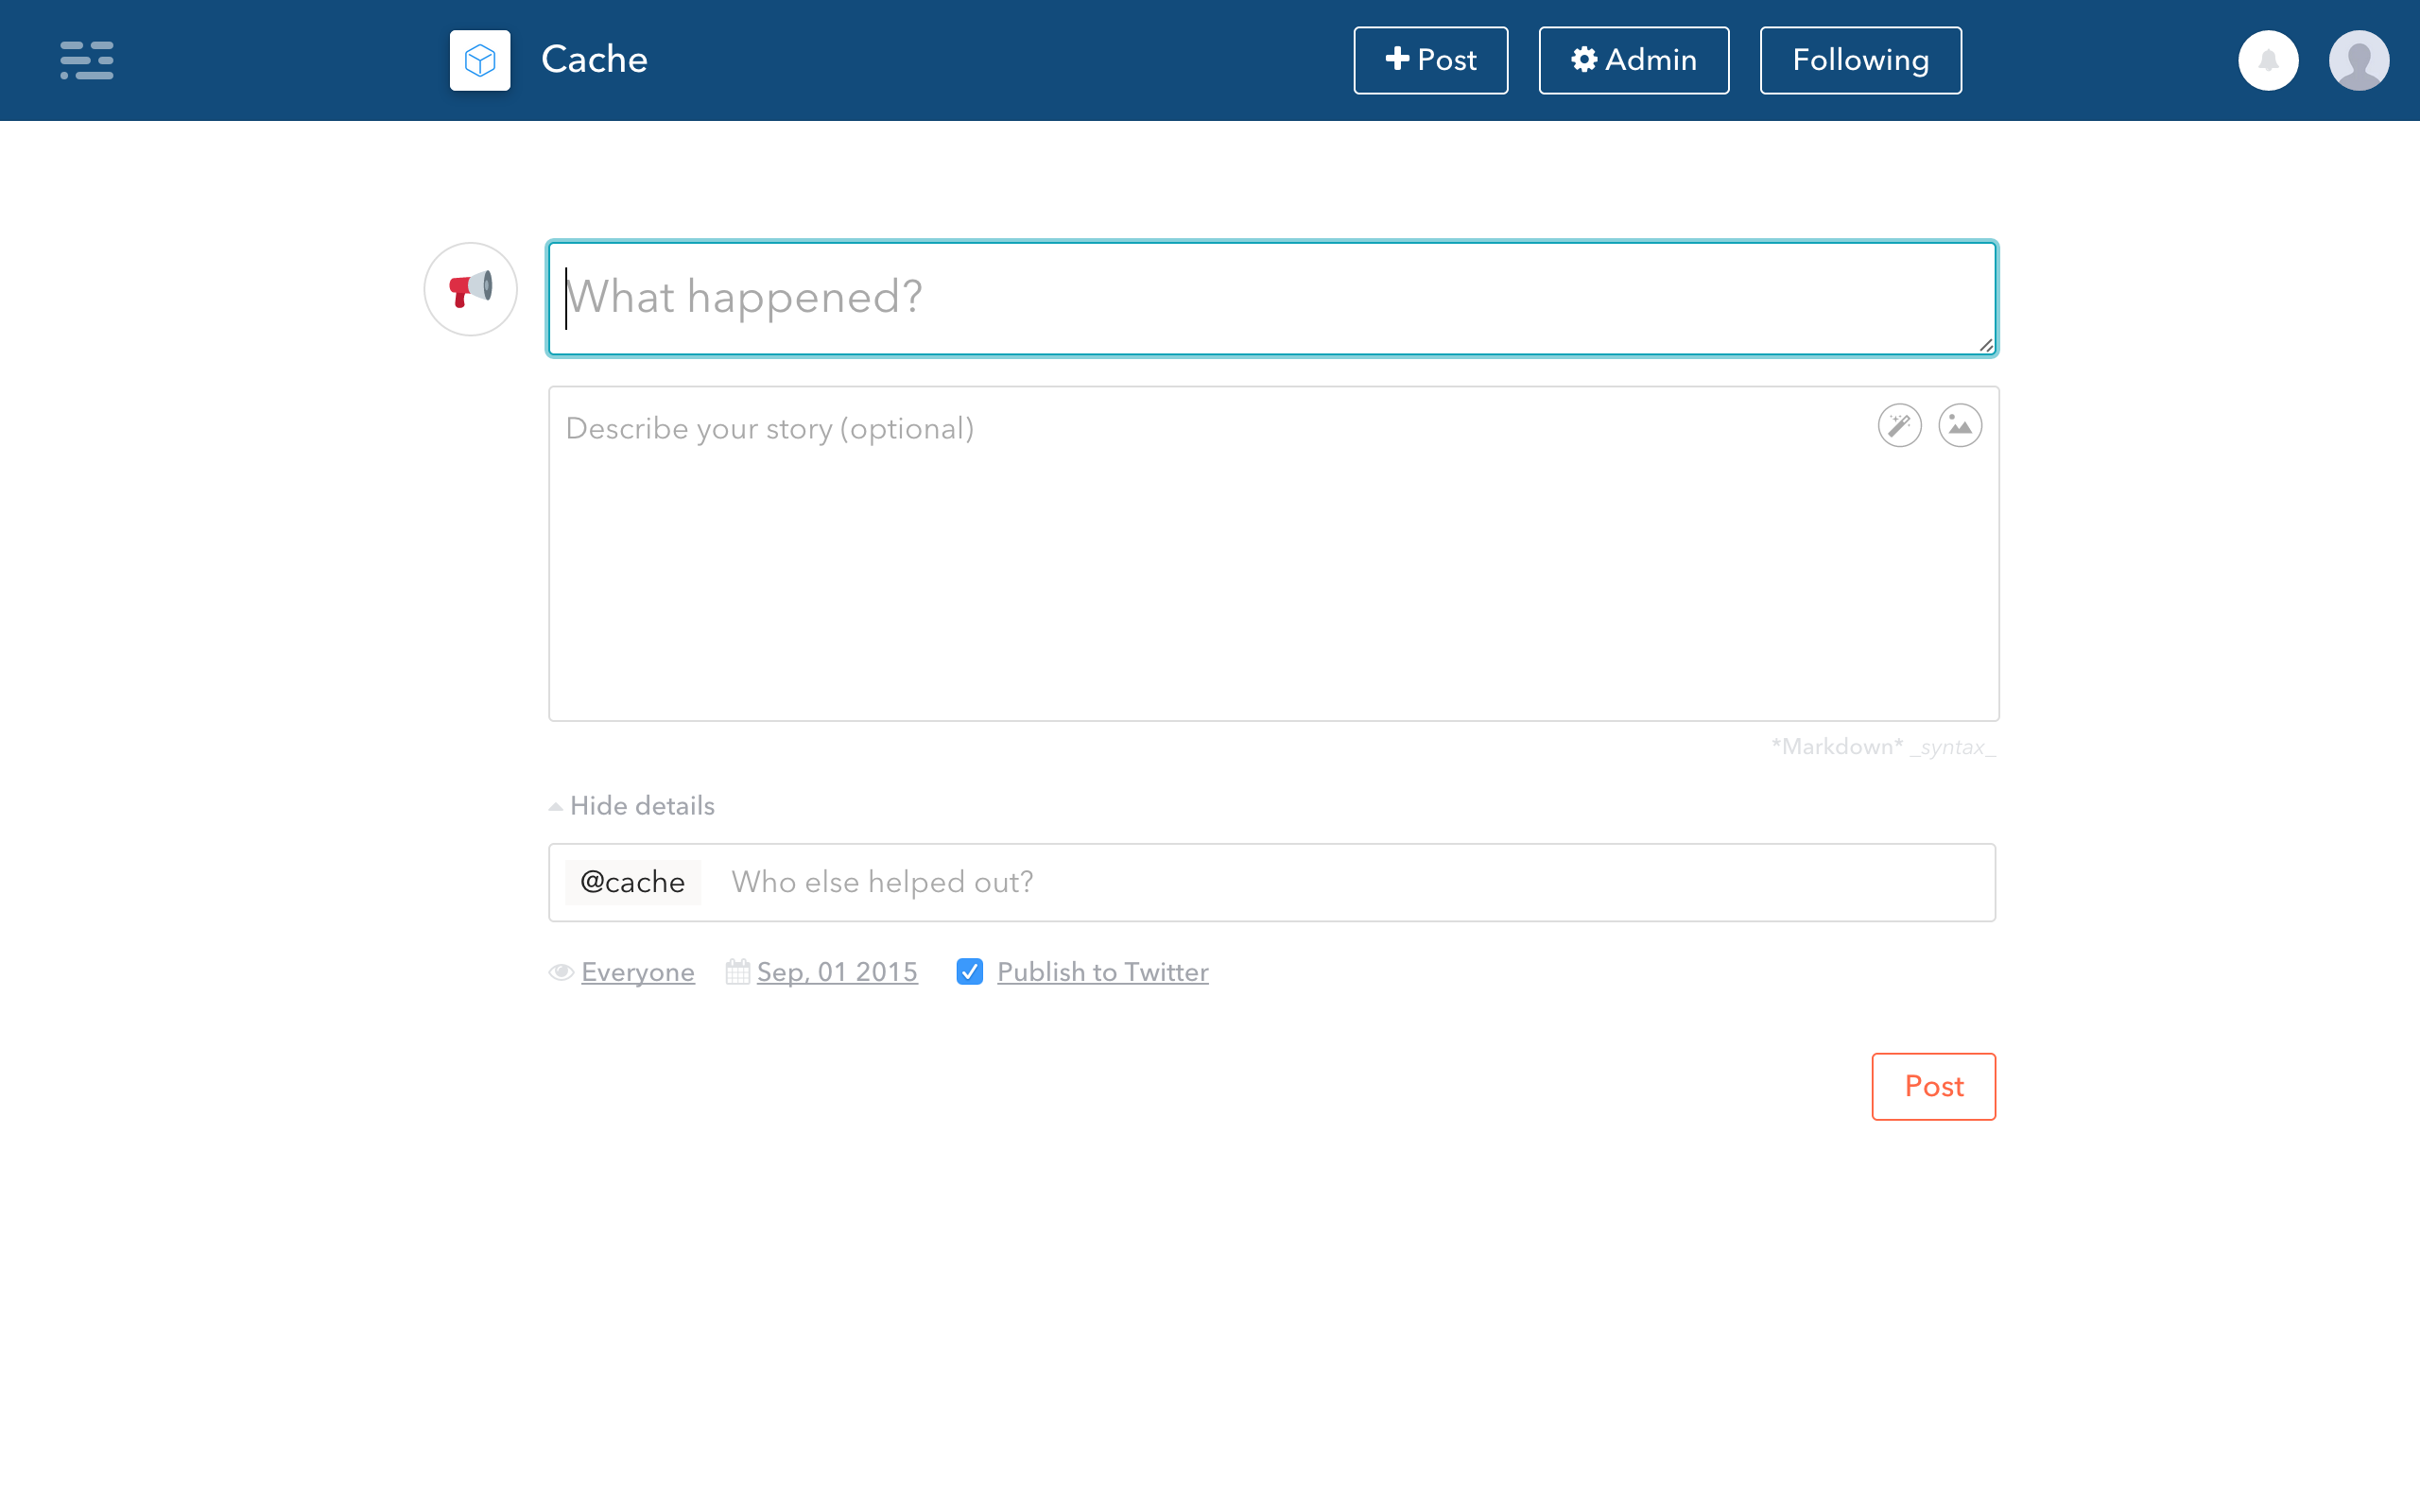 Cache
Post
Admin
Following
What happened?
Describe your story (optional)
*Markdown* _syntax_
Hide details
@cache Who else helped out?
Everyone Sep, 01 2015 Publish to Twitter
Post